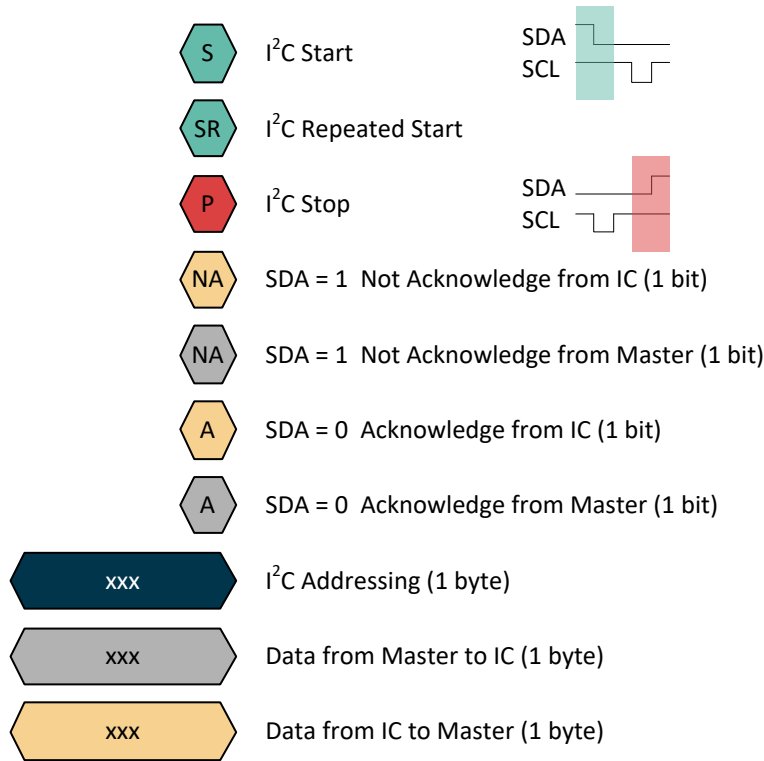 S I²C Start SDA
SCL
SR I²C Repeated Start
P I²C Stop SDA
SCL
NA SDA = 1 Not Acknowledge from IC (1 bit)
NA SDA = 1 Not Acknowledge from Master (1 bit)
A SDA = 0 Acknowledge from IC (1 bit)
A SDA = 0 Acknowledge from Master (1 bit)
xxx I²C Addressing (1 byte)
xxx Data from Master to IC (1 byte)
xxx Data from IC to Master (1 byte)